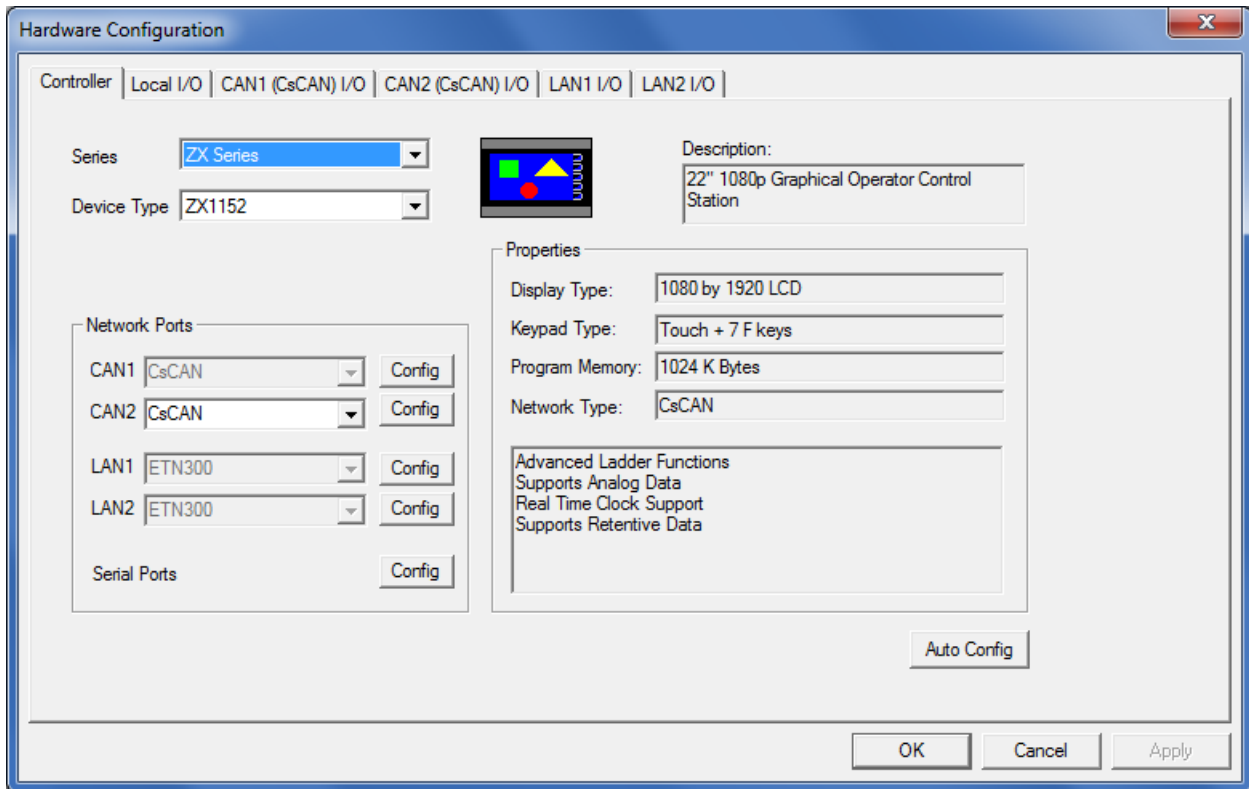 Hardware Configuration
Controller
Local I/O
CAN1 (CsCAN) I/O
CAN2 (CsCAN) I/O
LAN1 I/O
LAN2 I/O
Series
ZX Series
Device Type
ZX1152
Description:
22" 1080p Graphical Operator Control
Station
Network Ports
CAN1
CsCAN
Config
CAN2
CsCAN
Config
LAN1
ETN300
Config
LAN2
ETN300
Config
Serial Ports
Config
Properties
Display Type:
1080 by 1920 LCD
Keypad Type:
Touch + 7 F keys
Program Memory:
1024 K Bytes
Network Type:
CsCAN
Advanced Ladder Functions
Supports Analog Data
Real Time Clock Support
Supports Retentive Data
Auto Config
OK
Cancel
Apply